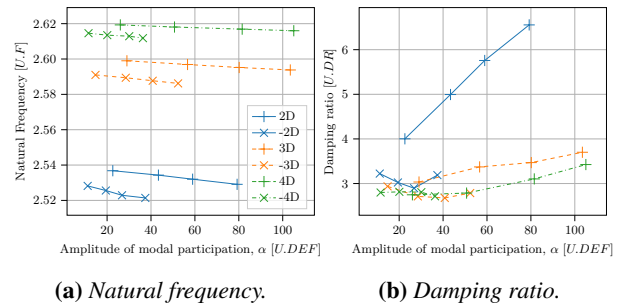 2.62
2.60
2.58
2.56
2.54
2.52
Natural Frequency [U.F]
2D
-2D
3D
-3D
4D
-4D
0 20 40 60 80 100
Amplitude of modal participation, α [U.DEF]
(a) Natural frequency.
6
5
4
3
Damping ratio [U.DR]
0 20 40 60 80 100
Amplitude of modal participation, α [U.DEF]
(b) Damping ratio.